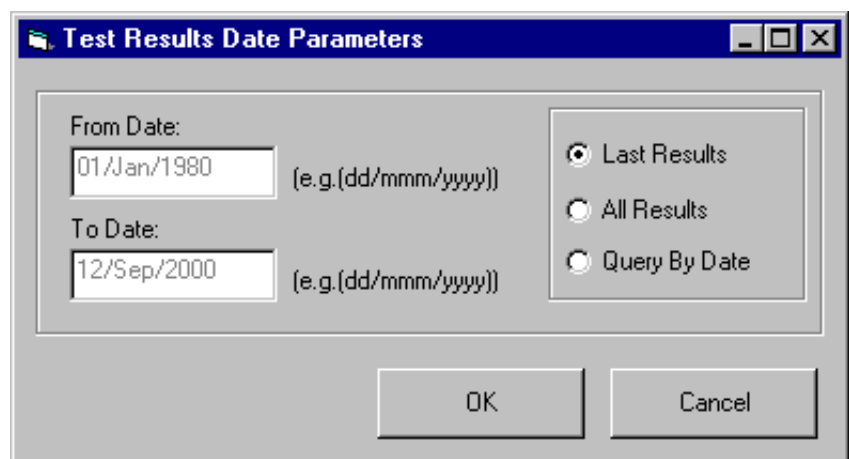 Test Results Date Parameters
From Date:
01/Jan/1980
(e.g.(dd/mmm/yyyy))
To Date:
12/Sep/2000
(e.g.(dd/mmm/yyyy))
Last Results
All Results
Query By Date
OK
Cancel